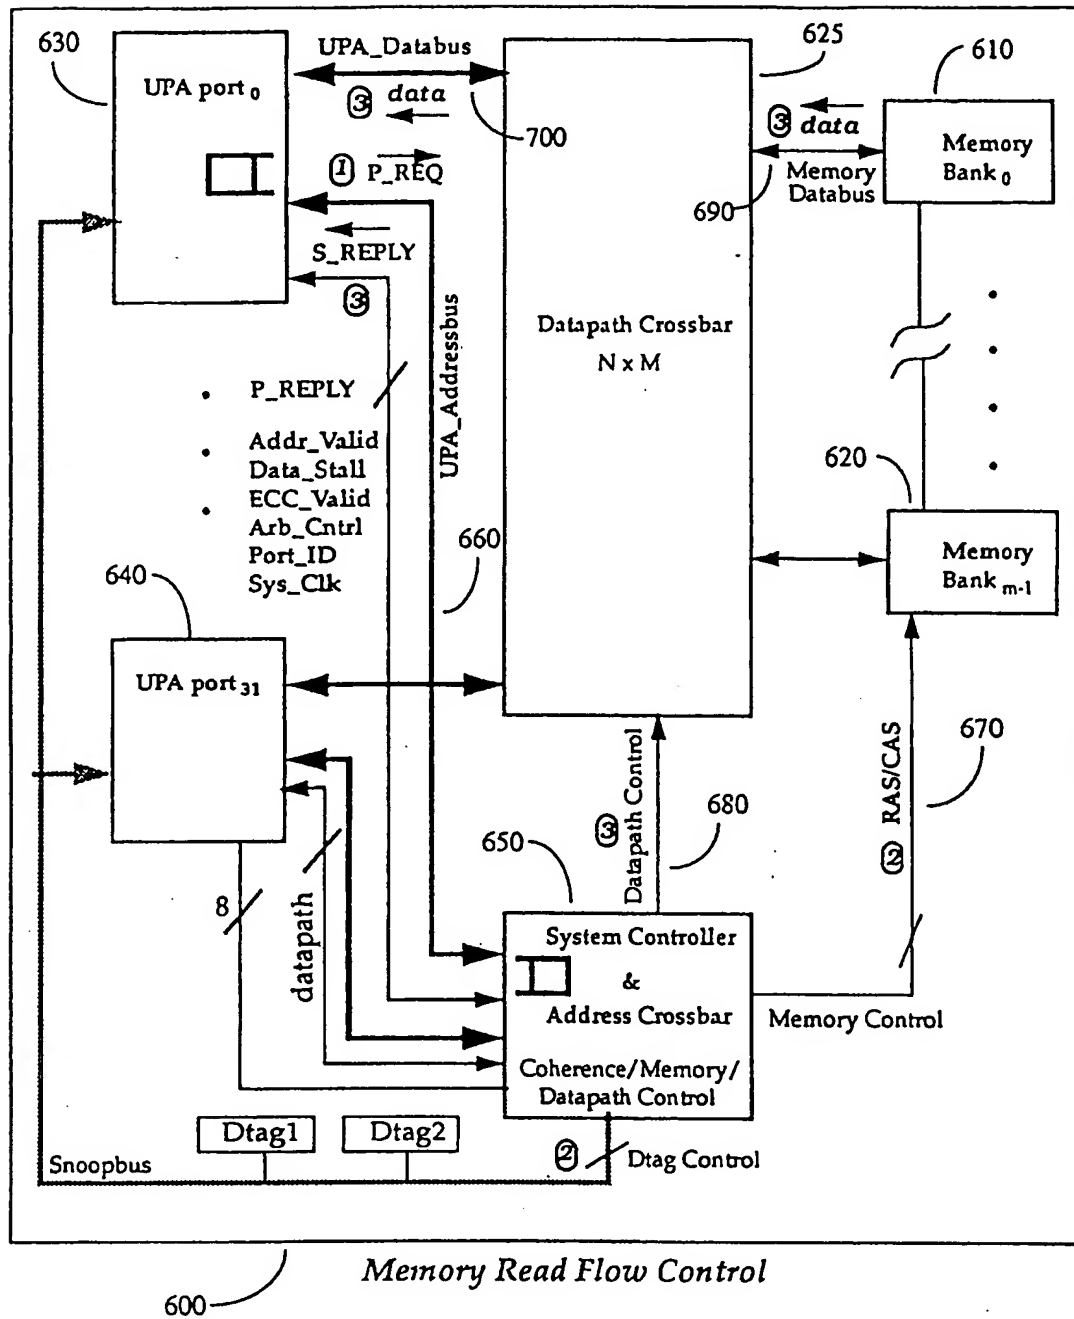 630
UPA port 0
UPA_Databus
3 data
700
1 P_REQ
S_REPLY
3
625
610
3 data
Memory
Databus
690
Memory
Bank 0
Datapath Crossbar
N x M
UPA_Addressbus
P_REPLY
Addr_Valid
Data_Stall
ECC_Valid
Arb_Cntrl
Port_ID
Sys_Clk
660
620
Memory
Bank m-1
640
UPA port 31
670
2 RAS/CAS
3 Datapath Control
680
650
8
datapath
System Controller
&
Address Crossbar
Coherence/Memory/
Datapath Control
Memory Control
Dtag1
Dtag2
Snoopbus
2
Dtag Control
Memory Read Flow Control
600